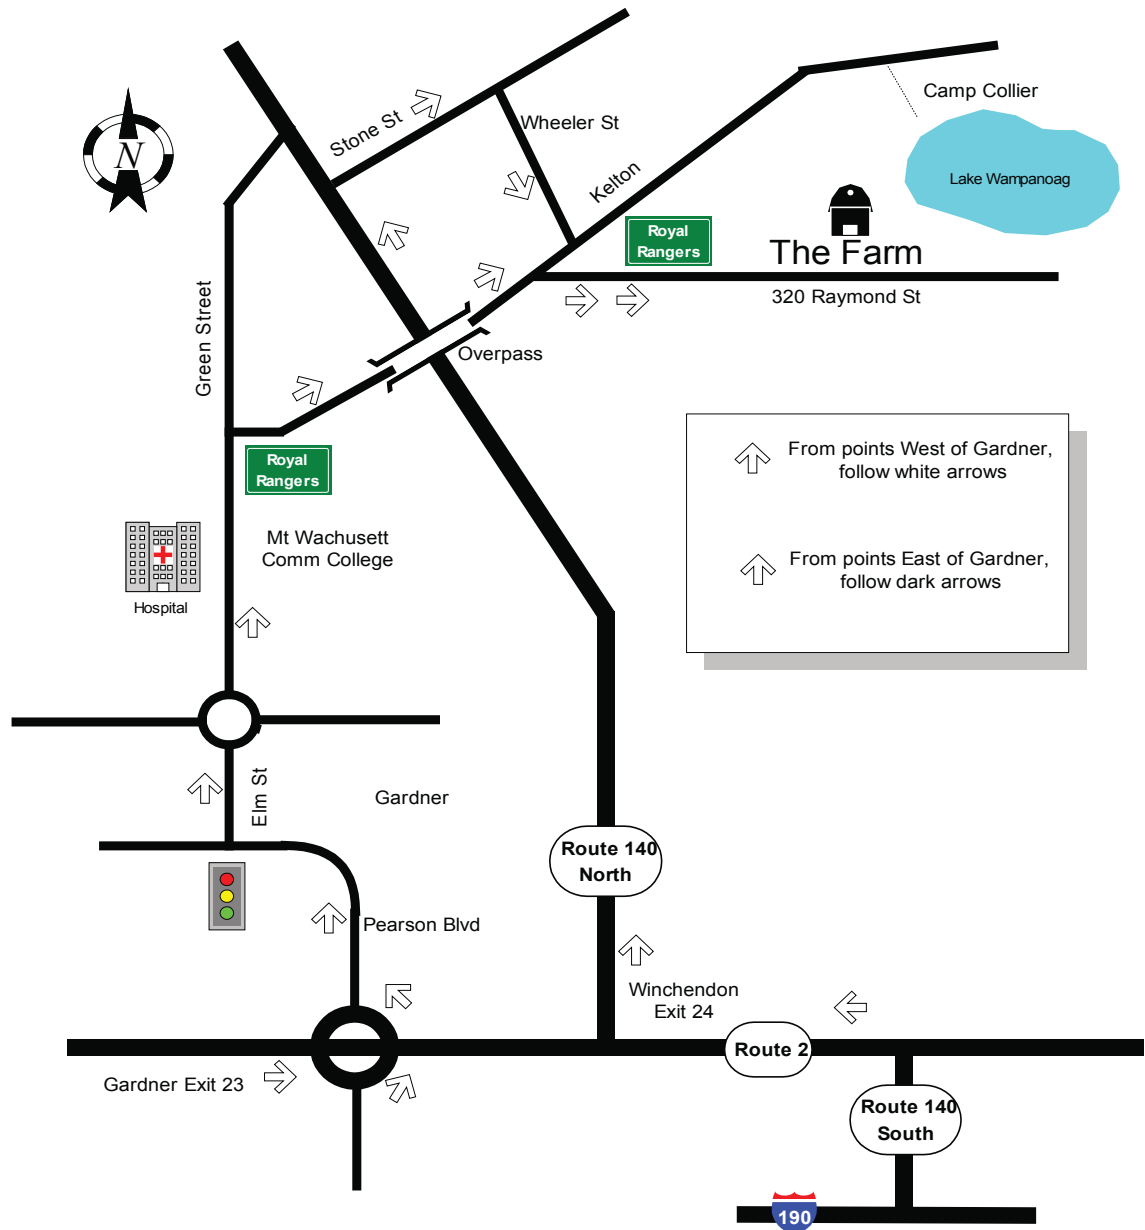 Camp Collier
Stone St
Wheeler St
N
Kelton
Lake Wampanoag
Royal
Rangers
The Farm
320 Raymond St
Green Street
Overpass
Royal
Rangers
From points West of Gardner,
follow white arrows
Mt Wachusett
Comm College
From points East of Gardner,
follow dark arrows
Hospital
Elm St
Gardner
Route 140
North
Pearson Blvd
Winchendon
Exit 24
Route 2
Gardner Exit 23
Route 140
South
190